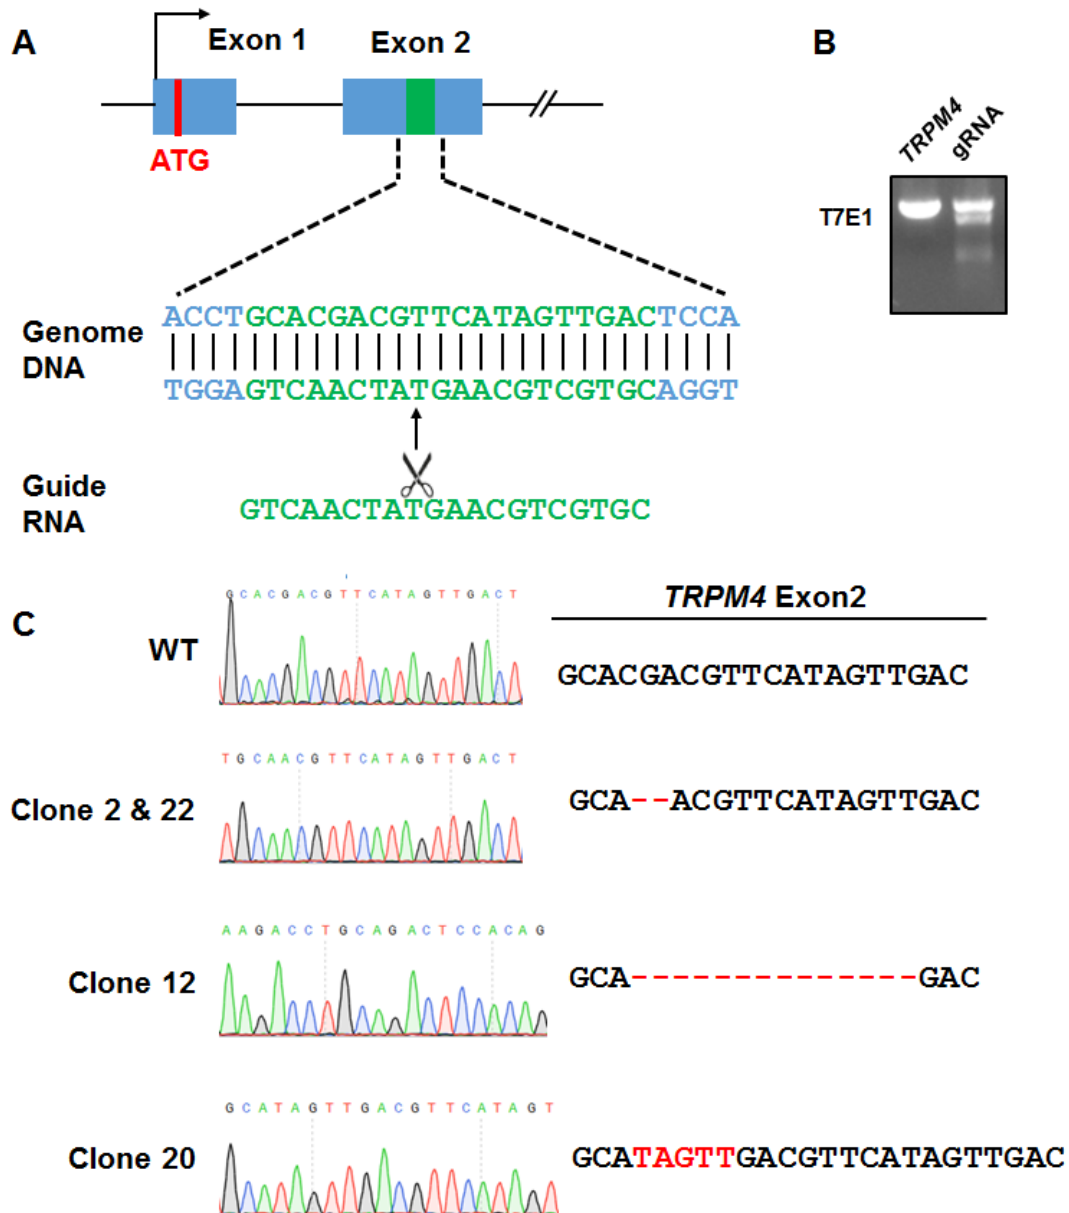 A
Exon 1
Exon 2
ATG
B
TRPM4
gRNA
T7E1
Genome
DNA
ACCTGCACGACGTTCATAGTTGACTCCA
TGGAGTCAACTATGAACGTCGTGCAGGT
Guide
RNA
GTCAACTATGAACGTCGTGC
C
TRPM4 Exon2
WT
GCACGACGTTCATAGTTGACT
GCACGACGTTCATAGTTGAC
Clone 2 & 22
TGCAACGTTCATAGTTGACT
GCA--ACGTTCATAGTTGAC
Clone 12
AAGACCTGCAGACTCCACAG
GCA--------------GAC
Clone 20
GCATAGTTGACGTTCATAGT
GCATAGTTGACGTTCATAGTTGAC